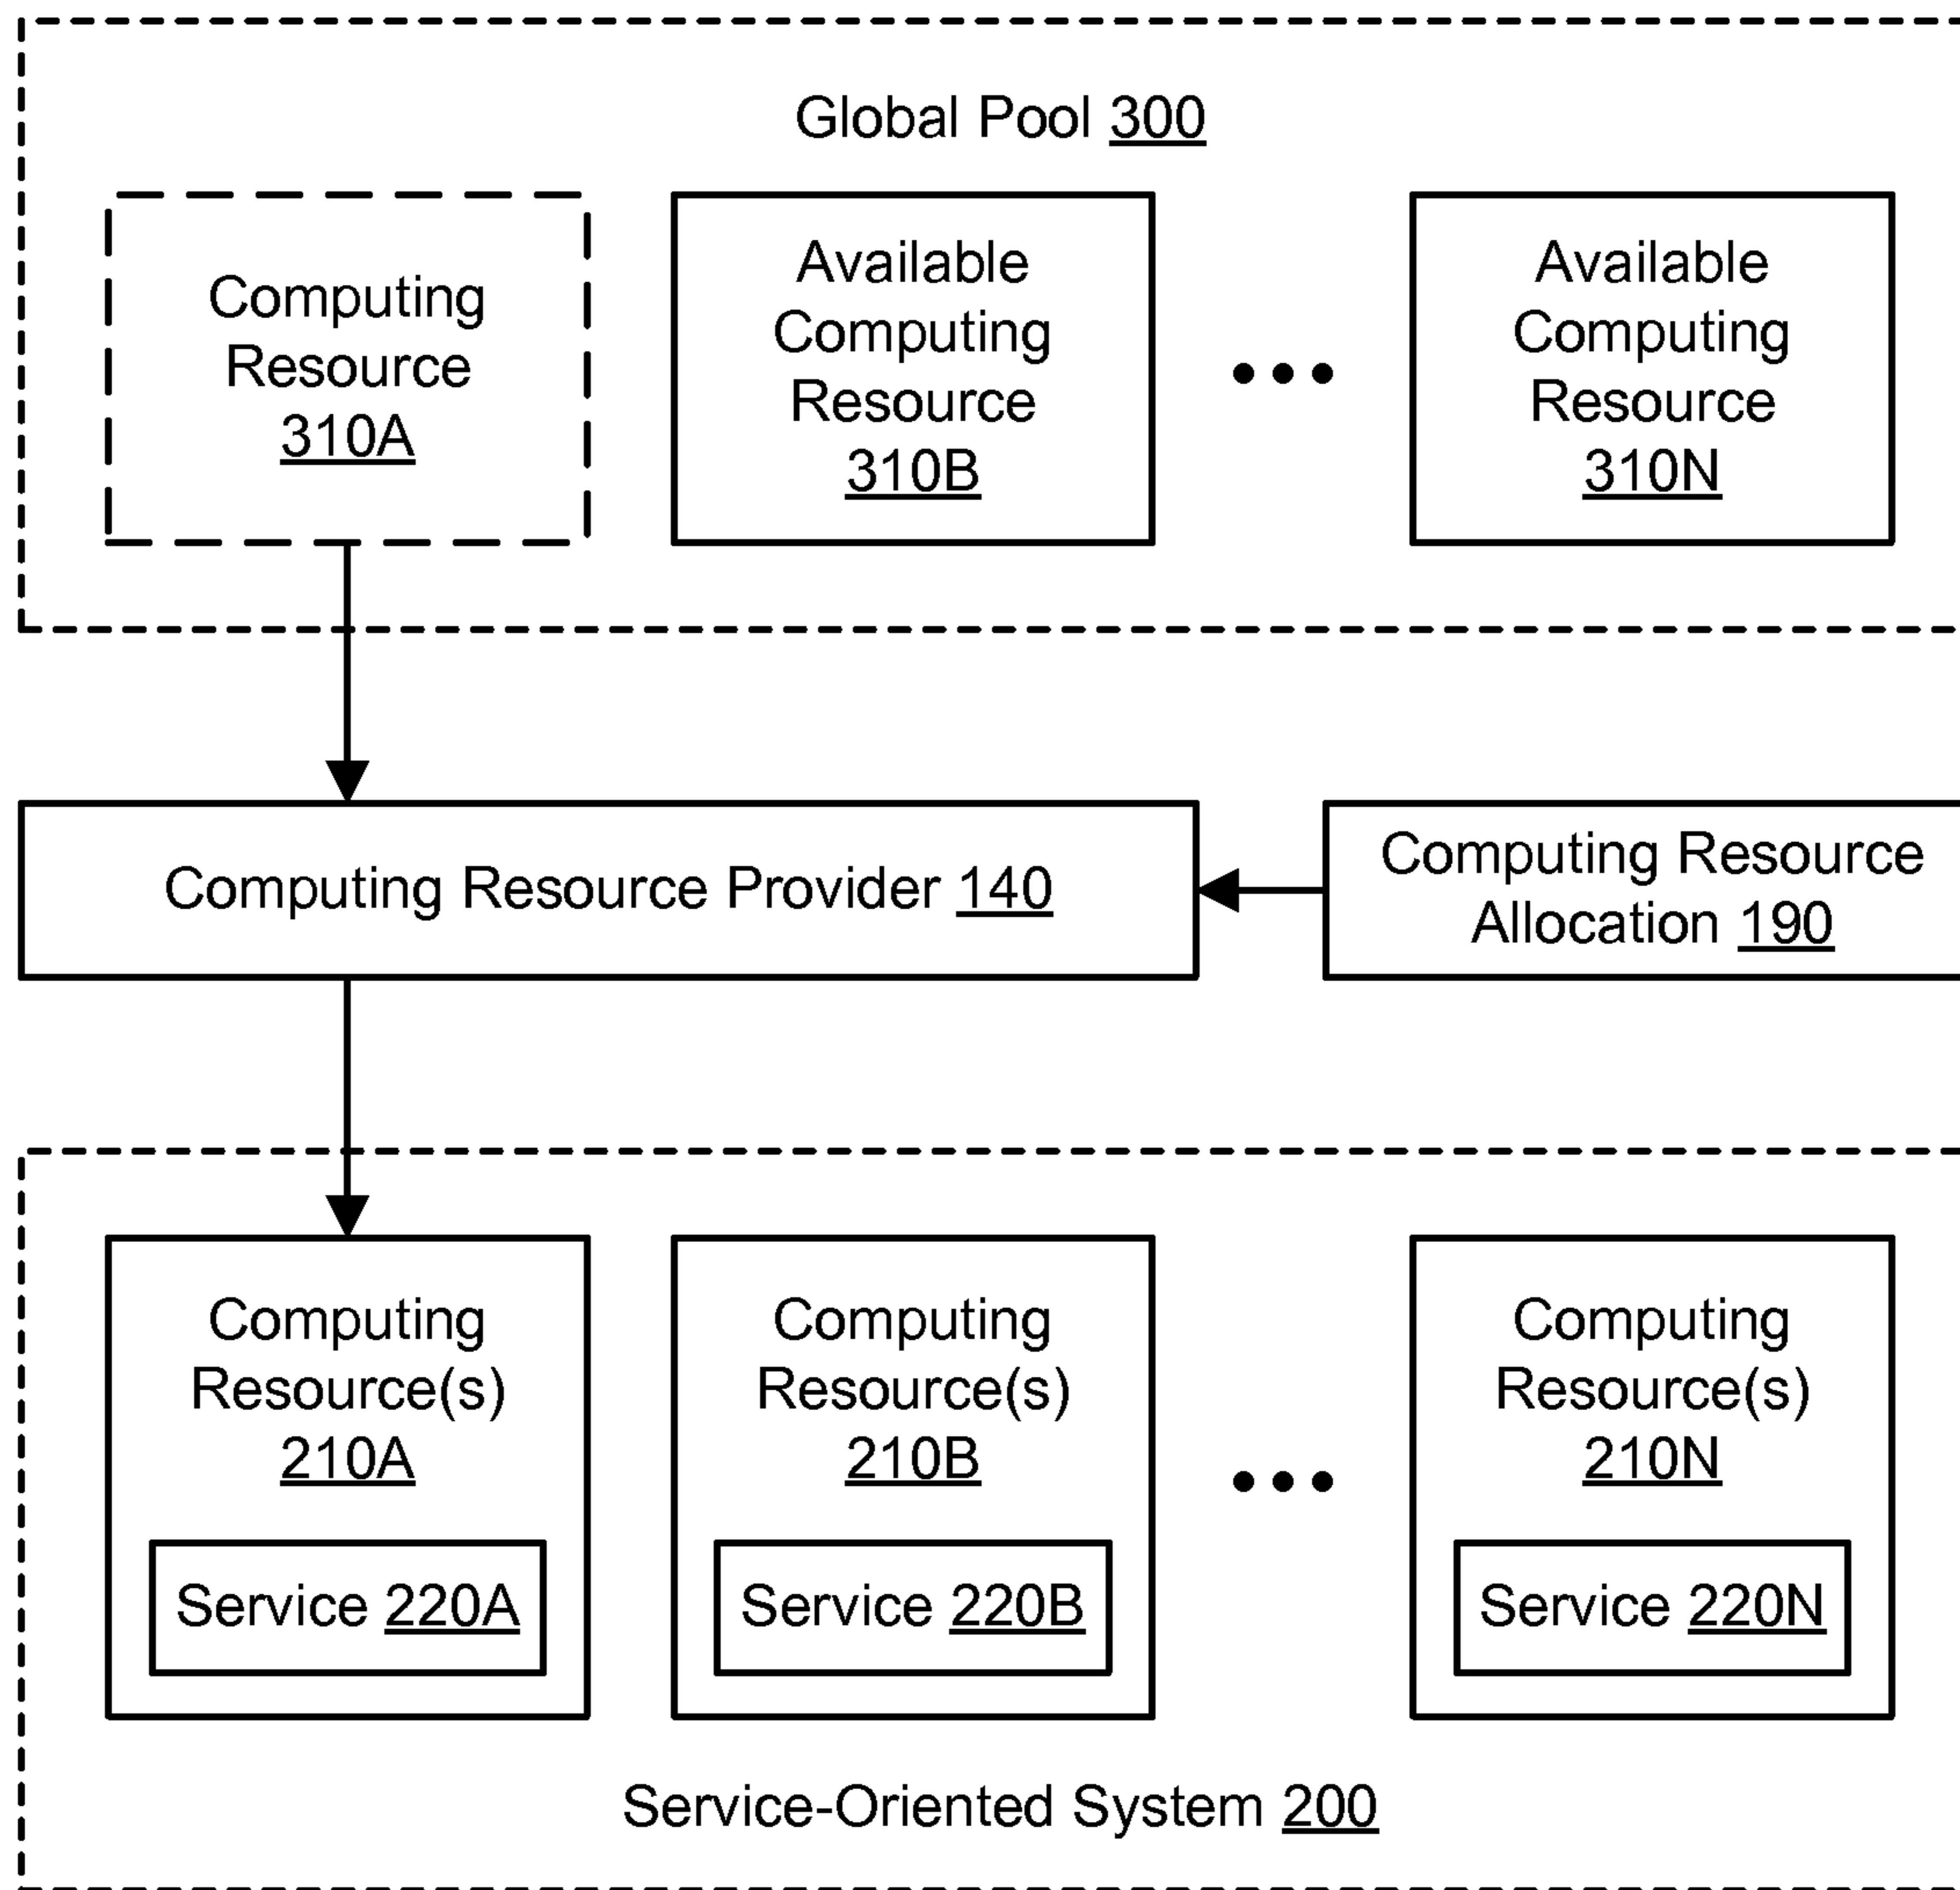 Global Pool 300
Computing
Resource
310A
Available
Computing
Resource
310B
Available
Computing
Resource
310N
Computing Resource Provider 140
Computing Resource
Allocation 190
Computing
Resource(s)
210A
Service 220A
Computing
Resource(s)
210B
Service 220B
Computing
Resource(s)
210N
Service 220N
Service-Oriented System 200